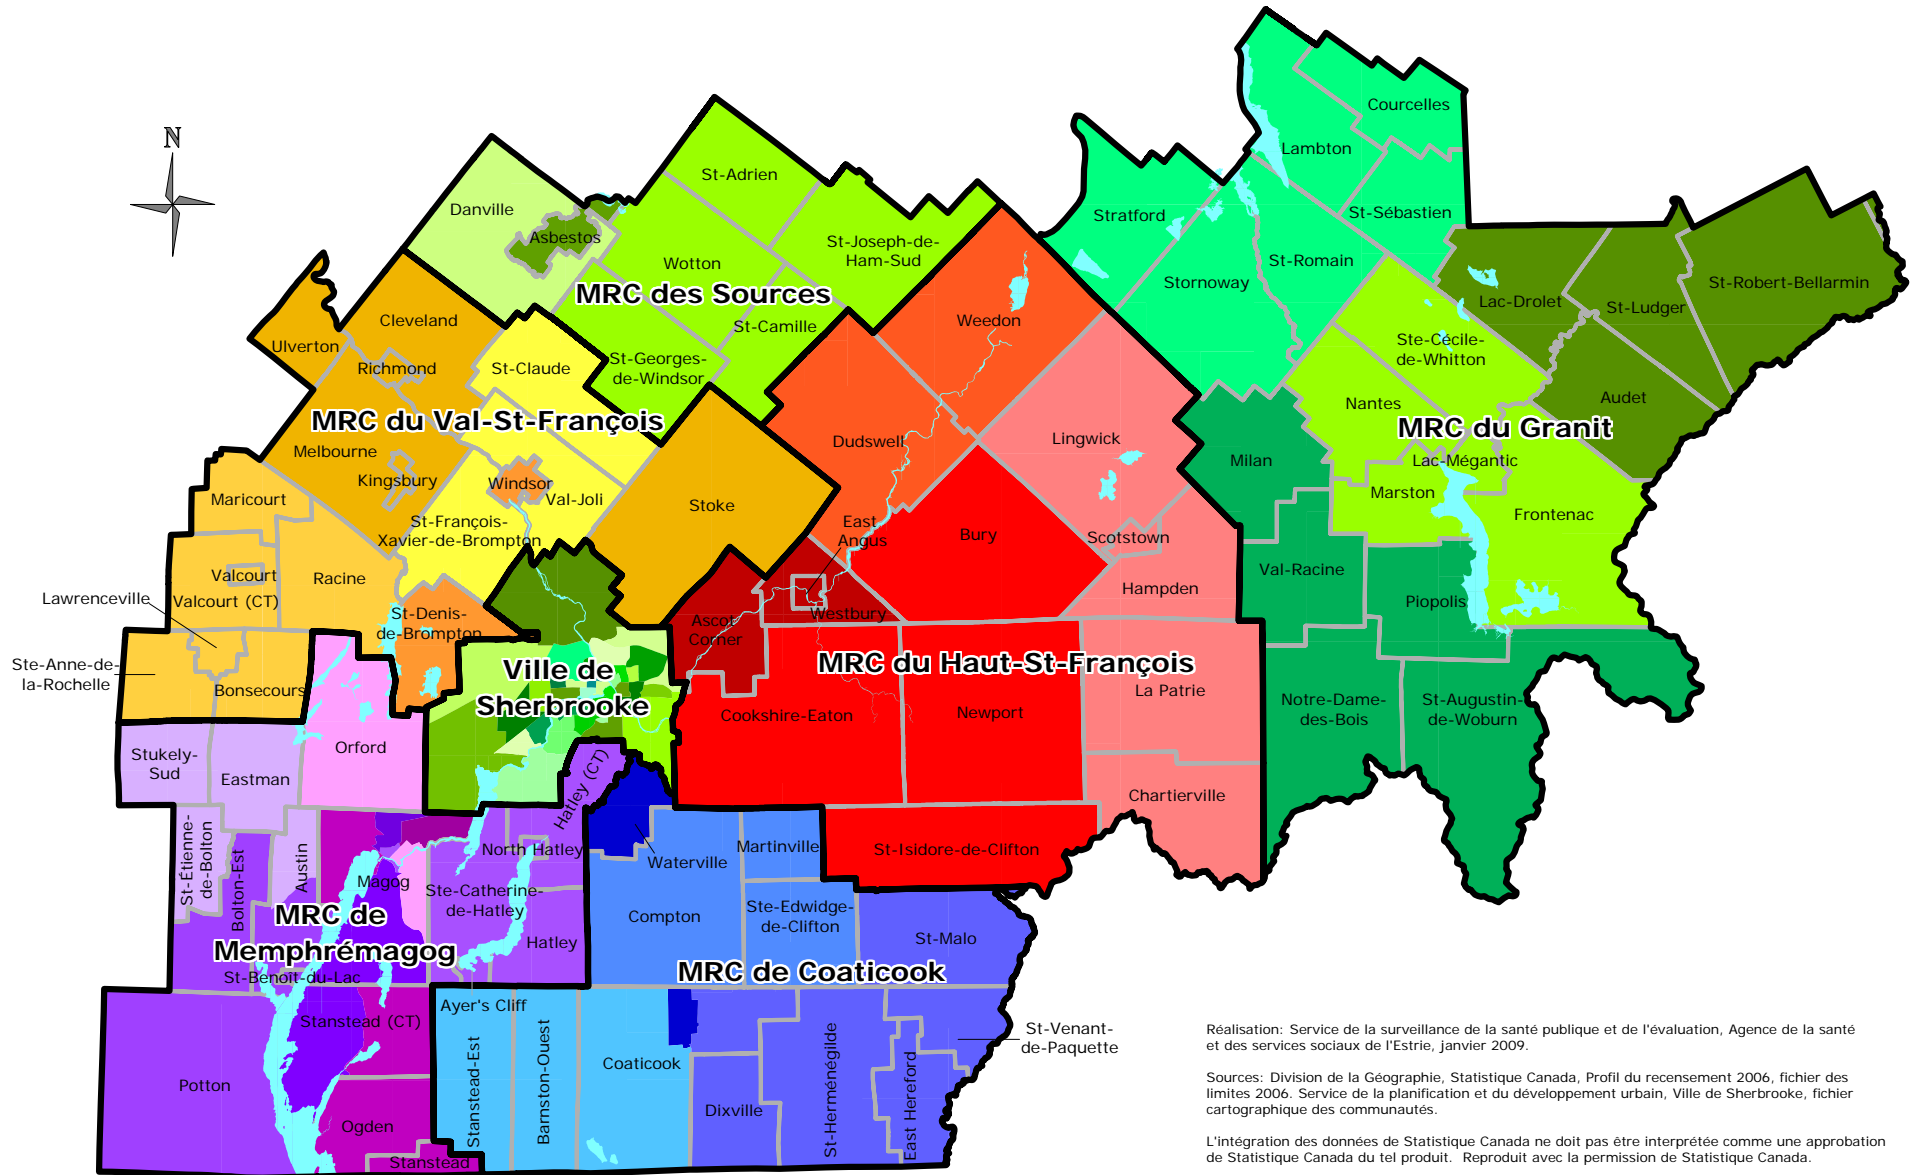 N
Courcelles
Lambton
St-Adrien
St-Sébastien
Danville
Stratford
Asbestos
St-Joseph-de-
Ham-Sud
Wotton
St-Romain
Stornoway
St-Robert-Bellarmin
MRC des Sources
Lac-Drolet
St-Ludger
Cleveland
Weedon
St-Camille
Ulverton
Ste-Cécile-
de-Whitton
Richmond
St-Claude
St-Georges-
de-Windsor
Audet
Nantes
MRC du Val-St-François
MRC du Granit
Dudswell
Lingwick
Melbourne
Milan
Lac-Mégantic
Kingsbury
Windsor
Marston
Maricourt
Val-Joli
Stoke
Frontenac
St-François-
Xavier-de-Brompton
East
Angus
Bury
Scotstown
Valcourt
Racine
Val-Racine
Lawrenceville
Valcourt (CT)
Hampden
Piopolis
St-Denis-
de-Brompton
Westbury
Ascot
Corner
Ste-Anne-de-
la-Rochelle
Ville de
Sherbrooke
MRC du Haut-St-François
Bonsecours
La Patrie
Cookshire-Eaton
Newport
Notre-Dame-
des-Bois
St-Augustin-
de-Woburn
Orford
Stukely-
Sud
Eastman
Hatley (CT)
Chartierville
St-Étienne-
de-Bolton
Bolton-Est
Austin
North Hatley
Waterville
Martinville
St-Isidore-de-Clifton
Magog
Ste-Catherine-
de-Hatley
MRC de
Memphrémagog
Compton
Ste-Edwidge-
de-Clifton
Hatley
St-Malo
St-Benoît-du-Lac
MRC de Coaticook
Ayer's Cliff
Stanstead (CT)
St-Venant-
de-Paquette
Potton
Stanstead-Est
Barnston-Ouest
Coaticook
Dixville
St-Herménégilde
East Hereford
Ogden
Stanstead
Réalisation: Service de la surveillance de la santé publique et de l'évaluation, Agence de la santé
et des services sociaux de l'Estrie, janvier 2009.
Sources: Division de la Géographie, Statistique Canada, Profil du recensement 2006, fichier des
limites 2006. Service de la planification et du développement urbain, Ville de Sherbrooke, fichier
cartographique des communautés.
L'intégration des données de Statistique Canada ne doit pas être interprétée comme une approbation
de Statistique Canada du tel produit.  Reproduit avec la permission de Statistique Canada.